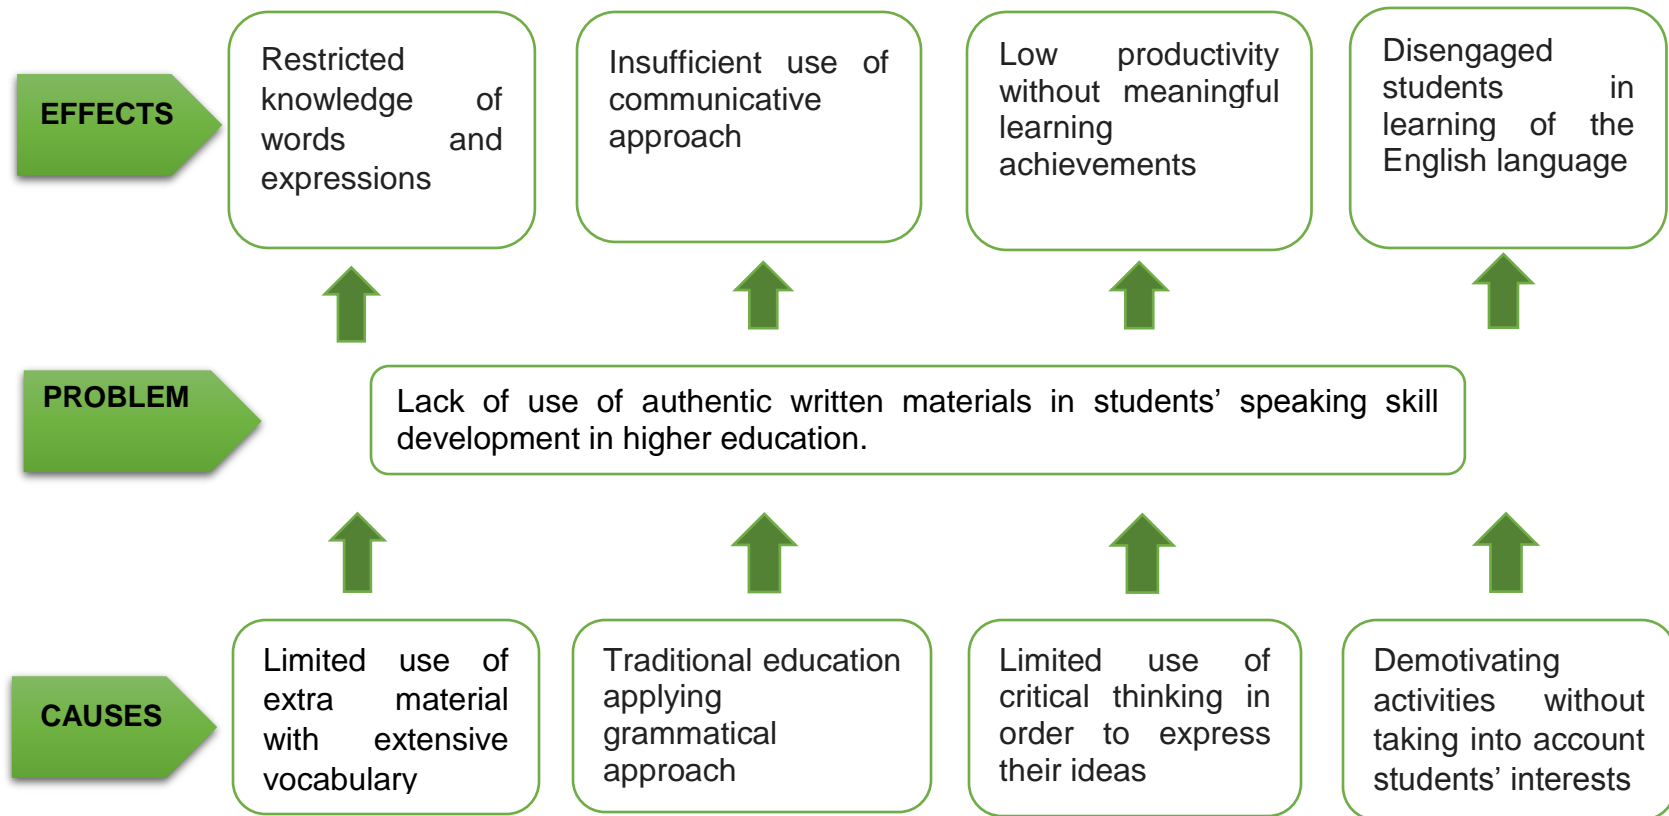 EFFECTS
Restricted
knowledge of
words and
expressions
Insufficient use of
communicative
approach
Low productivity
without meaningful
learning
achievements
Disengaged
students in
learning of the
English language
PROBLEM
Lack of use of authentic written materials in students’ speaking skill
development in higher education.
CAUSES
Limited use of
extra material
with extensive
vocabulary
Traditional education
applying
grammatical
approach
Limited use of
critical thinking in
order to express
their ideas
Demotivating
activities without
taking into account
students’ interests